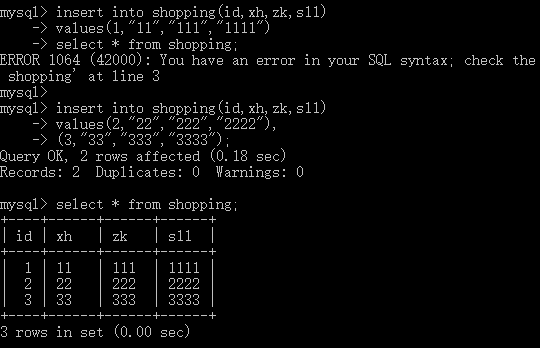 mysql> insert into shopping(id,xh,zk,sll)
    -> values(1,"11","111","1111")
    -> select * from shopping;
ERROR 1064 (42000): You have an error in your SQL syntax; check the
shopping' at line 3
mysql>
mysql> insert into shopping(id,xh,zk,sll)
    -> values(2,"22","222","2222"),
    -> (3,"33","333","3333");
Query OK, 2 rows affected (0.18 sec)
Records: 2  Duplicates: 0  Warnings: 0

mysql> select * from shopping;
+----+------+------+------+
| id | xh   | zk   | sll  |
+----+------+------+------+
|  1 | 11   | 111  | 1111 |
|  2 | 22   | 222  | 2222 |
|  3 | 33   | 333  | 3333 |
+----+------+------+------+
3 rows in set (0.00 sec)